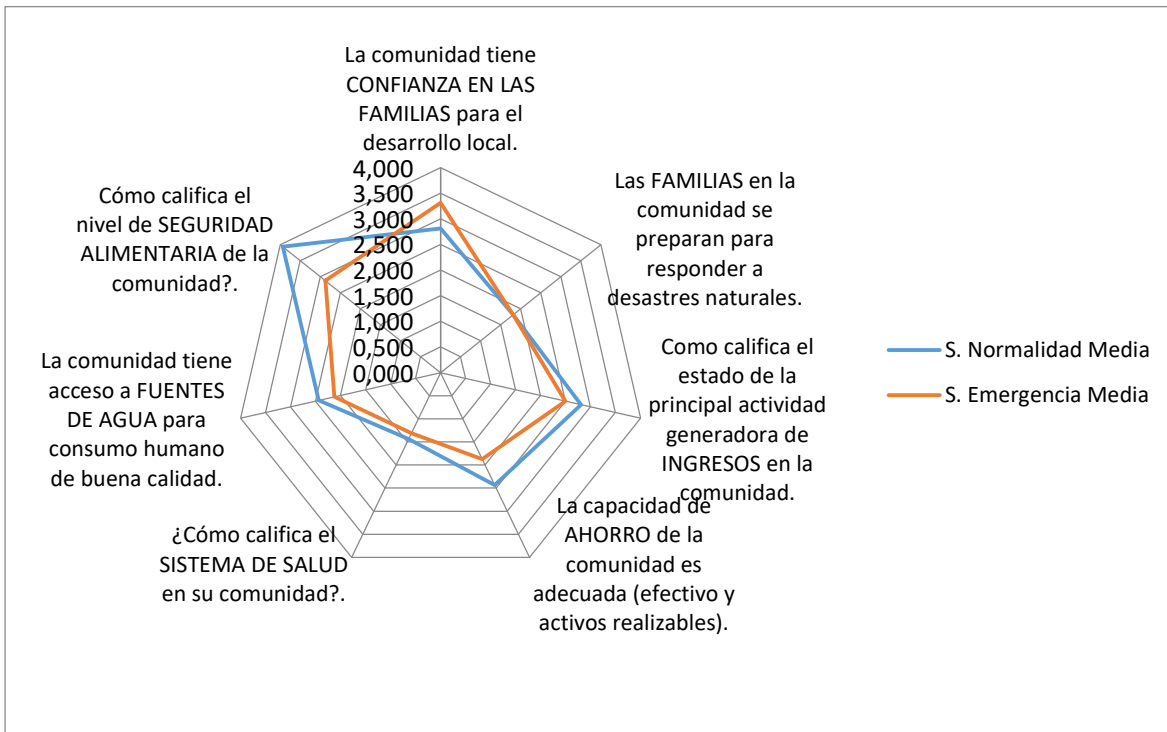 La comunidad tiene
CONFIANZA EN LAS
FAMILIAS para el
desarrollo local.
4,000
3,500
3,000
2,500
2,000
1,500
1,000
0,500
0,000
Las FAMILIAS en la
comunidad se
preparan para
responder a
desastres naturales.
Como califica el
estado de la
principal actividad
generadora de
INGRESOS en la
comunidad.
La capacidad de
AHORRO de la
comunidad es
adecuada (efectivo y
activos realizables).
¿Cómo califica el
SISTEMA DE SALUD
en su comunidad?.
La comunidad tiene
acceso a FUENTES
DE AGUA para
consumo humano
de buena calidad.
Cómo califica el
nivel de SEGURIDAD
ALIMENTARIA de la
comunidad?.
S. Normalidad Media
S. Emergencia Media